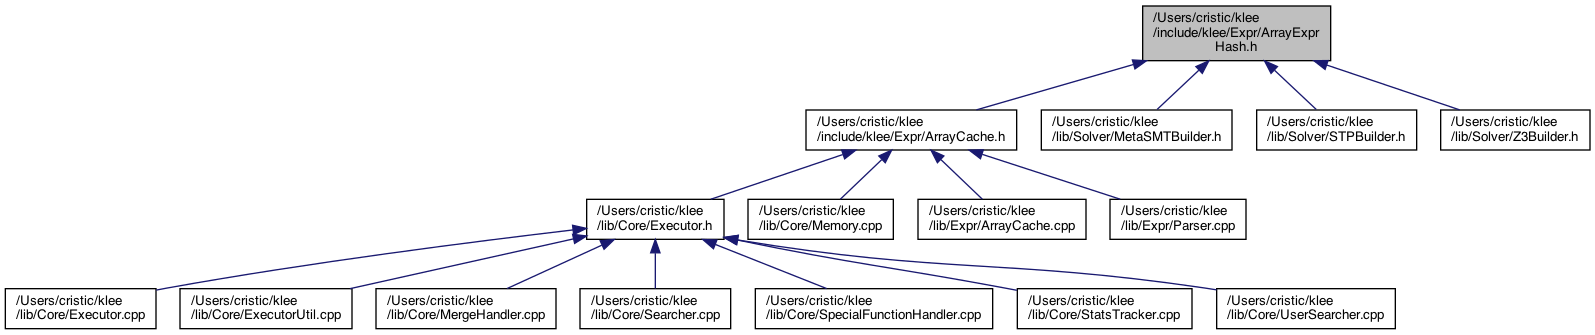 /Users/cristic/klee
/include/klee/Expr/ArrayExpr
Hash.h
/Users/cristic/klee
/include/klee/Expr/ArrayCache.h
/Users/cristic/klee
/lib/Solver/MetaSMTBuilder.h
/Users/cristic/klee
/lib/Solver/STPBuilder.h
/Users/cristic/klee
/lib/Solver/Z3Builder.h
/Users/cristic/klee
/lib/Core/Executor.h
/Users/cristic/klee
/lib/Core/Memory.cpp
/Users/cristic/klee
/lib/Expr/ArrayCache.cpp
/Users/cristic/klee
/lib/Expr/Parser.cpp
/Users/cristic/klee
/lib/Core/Executor.cpp
/Users/cristic/klee
/lib/Core/ExecutorUtil.cpp
/Users/cristic/klee
/lib/Core/MergeHandler.cpp
/Users/cristic/klee
/lib/Core/Searcher.cpp
/Users/cristic/klee
/lib/Core/SpecialFunctionHandler.cpp
/Users/cristic/klee
/lib/Core/StatsTracker.cpp
/Users/cristic/klee
/lib/Core/UserSearcher.cpp